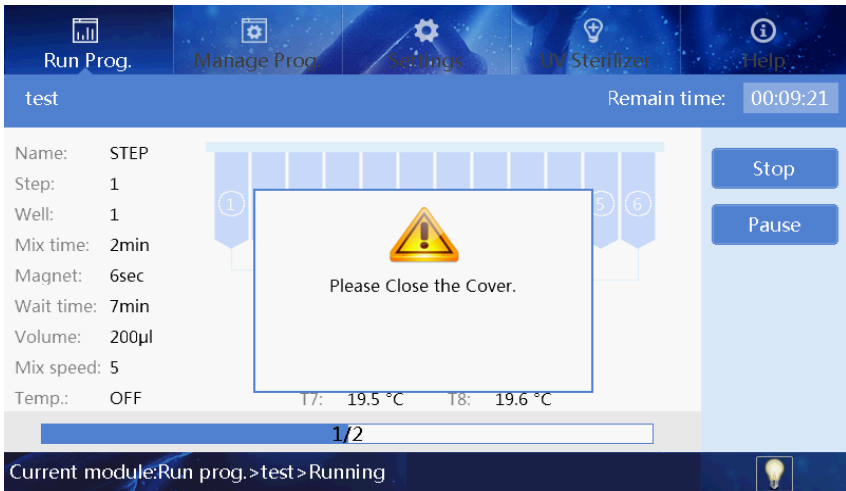 Run Prog. Manage Prog. Settings UV Sterilizer Help
test Remain time: 00:09:21
Name: STEP
Step: 1
Well: 1
Mix time: 2min
Magnet: 6sec
Wait time: 7min
Volume: 200μl
Mix speed: 5
Temp.: OFF
1 5 6
Please Close the Cover.
T7: 19.5 °C T8: 19.6 °C
Stop
Pause
1/2
Current module:Run prog.>test>Running